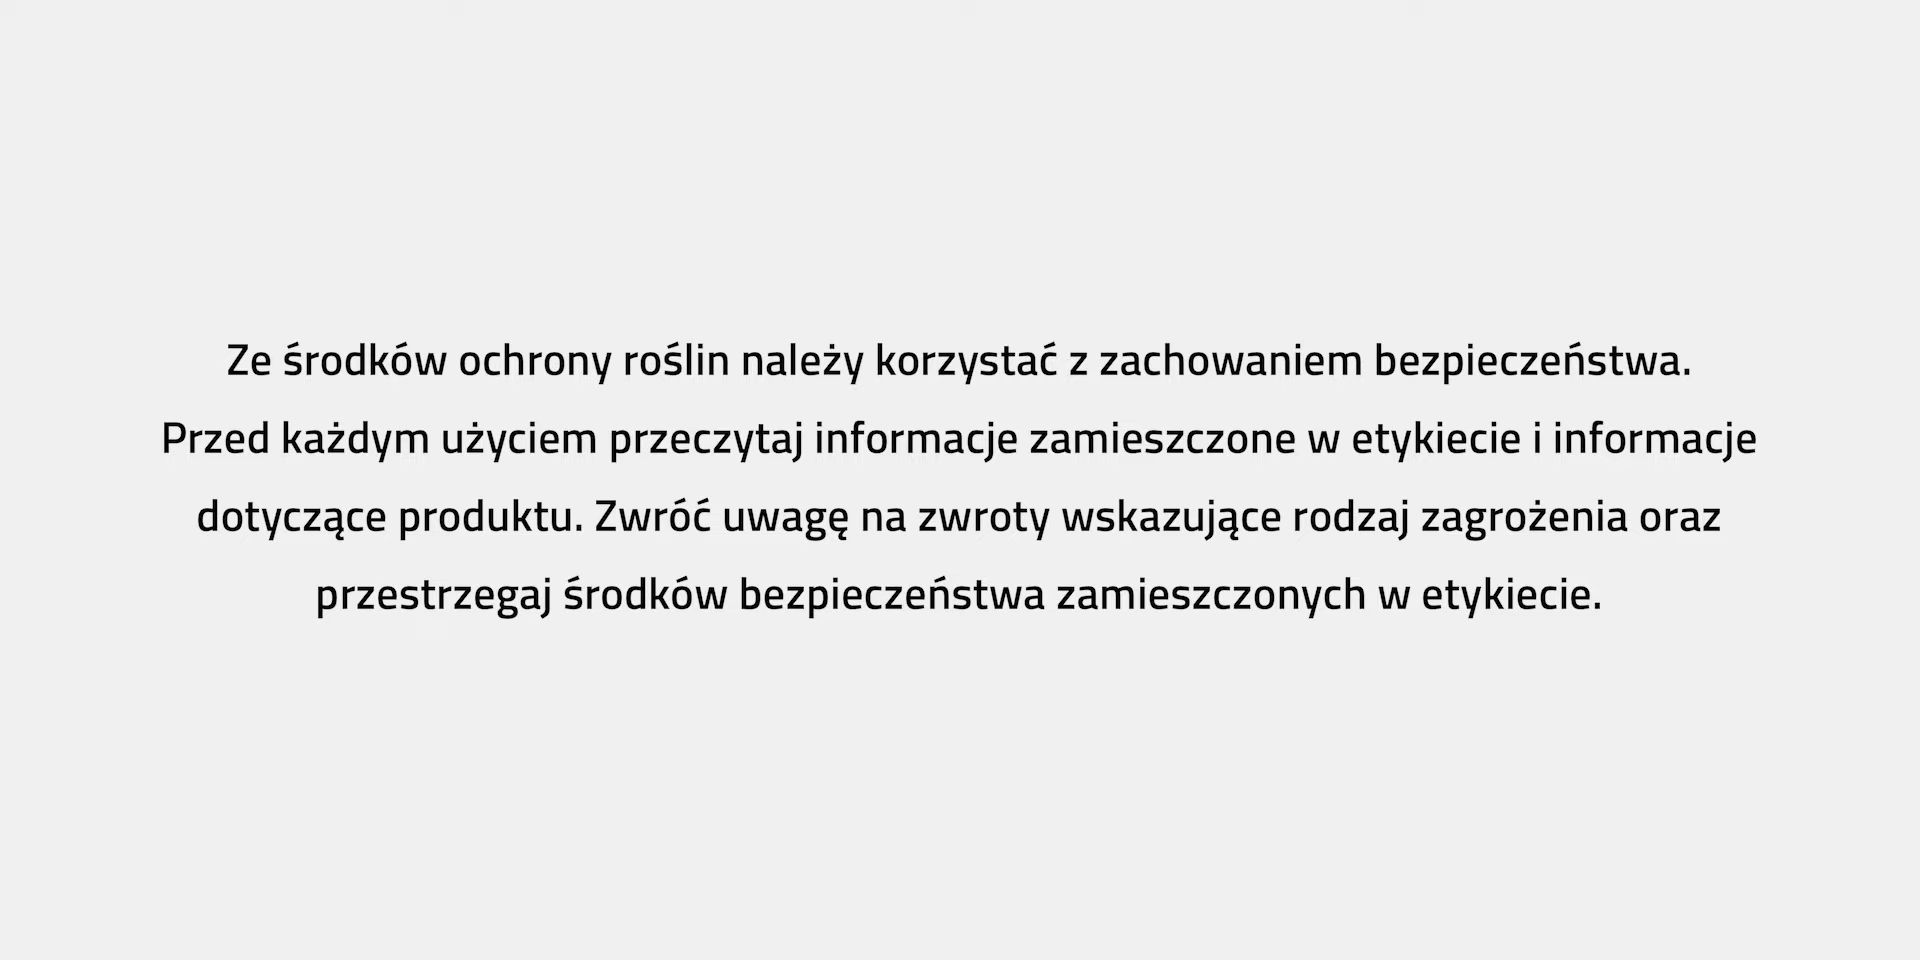 Ze środków ochrony roślin należy korzystać z zachowaniem bezpieczeństwa.
Przed każdym użyciem przeczytaj informacje zamieszczone w etykiecie i informacje
dotyczące produktu. Zwróć uwagę na zwroty wskazujące rodzaj zagrożenia oraz
przestrzegaj środków bezpieczeństwa zamieszczonych w etykiecie.